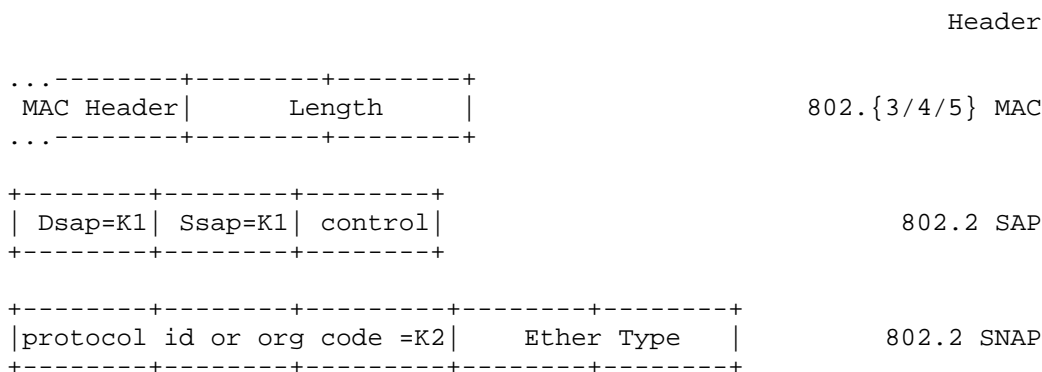 Header
...--------+--------+--------+
MAC Header|      Length      |                     802.{3/4/5} MAC
...--------+--------+--------+
+--------+--------+--------+
| Dsap=K1| Ssap=K1| control|                            802.2 SAP
+--------+--------+--------+
+--------+--------+---------+--------+--------+
|protocol id or org code =K2|    Ether Type   |        802.2 SNAP
+--------+--------+---------+--------+--------+